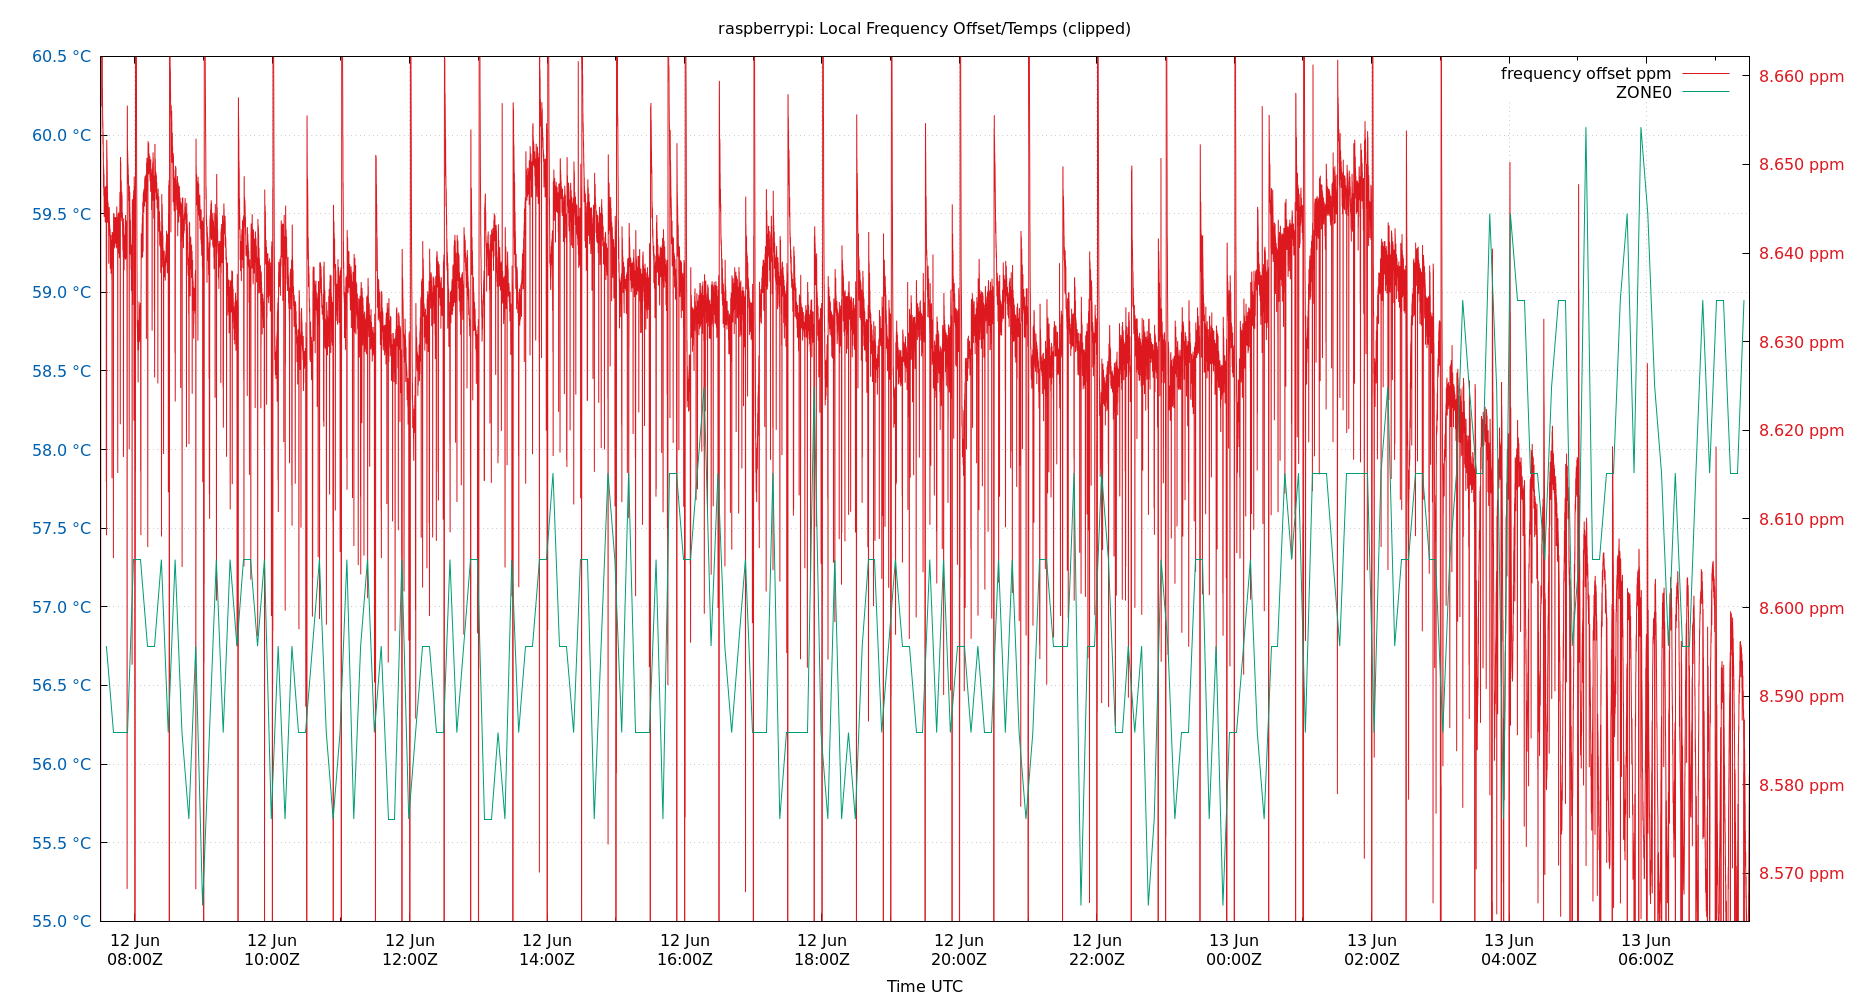 raspberrypi: Local Frequency Offset/Temps (clipped)
frequency offset ppm
ZONE0
60.5 °C
60.0 °C
59.5 °C
59.0 °C
58.5 °C
58.0 °C
57.5 °C
57.0 °C
56.5 °C
56.0 °C
55.5 °C
55.0 °C
8.660 ppm
8.650 ppm
8.640 ppm
8.630 ppm
8.620 ppm
8.610 ppm
8.600 ppm
8.590 ppm
8.580 ppm
8.570 ppm
12 Jun
08:00Z
12 Jun
10:00Z
12 Jun
12:00Z
12 Jun
14:00Z
12 Jun
16:00Z
12 Jun
18:00Z
12 Jun
20:00Z
12 Jun
22:00Z
13 Jun
00:00Z
13 Jun
02:00Z
13 Jun
04:00Z
13 Jun
06:00Z
Time UTC